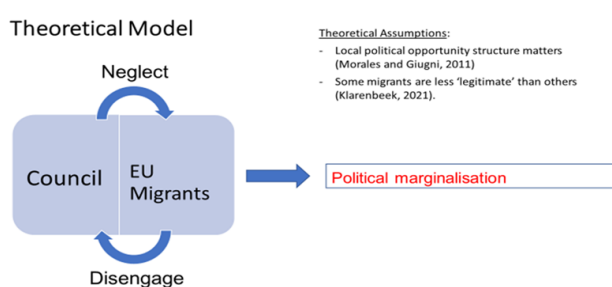 Theoretical Model
Theoretical Assumptions:
- Local political opportunity structure matters
(Morales and Giugni, 2011)
- Some migrants are less ‘legitimate’ than others
(Klarenbeek, 2021).
Neglect
Council
EU
Migrants
Political marginalisation
Disengage